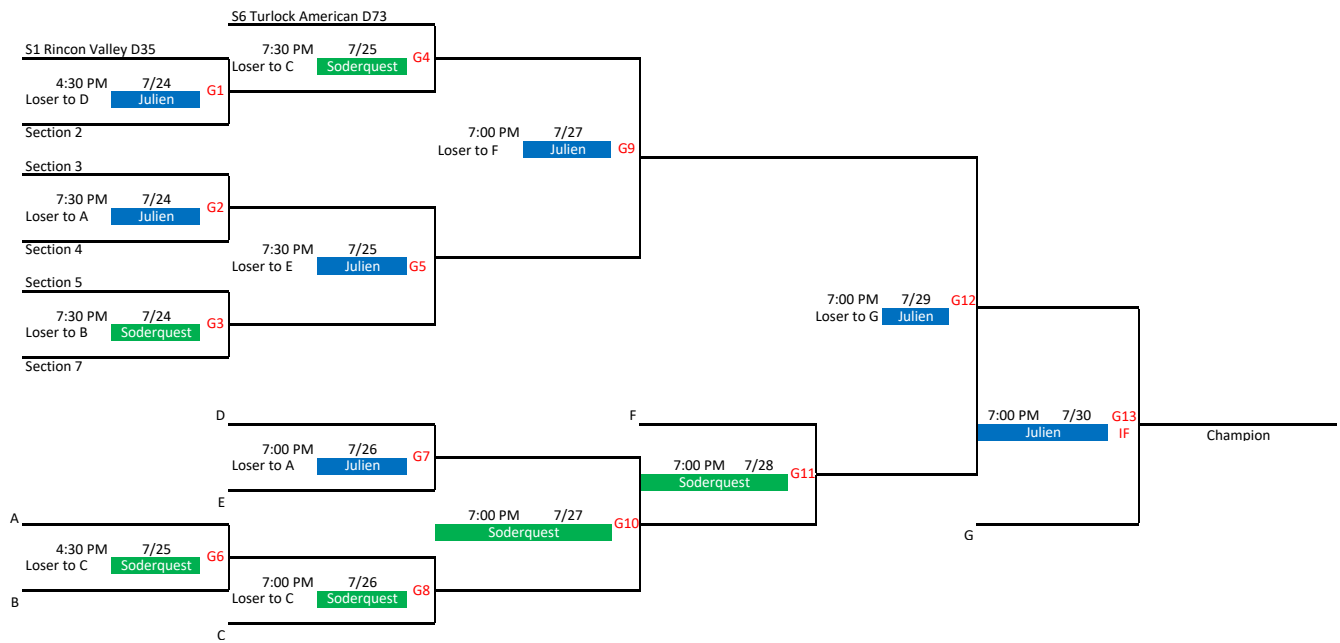 S6 Turlock American D73
S1 Rincon Valley D35
7:30 PM 7/25
Loser to C Soderquest G4
4:30 PM 7/24
Loser to D Julien G1
Section 2
7:00 PM 7/27
Loser to F Julien G9
Section 3
7:30 PM 7/24
Loser to A Julien G2
Section 4
7:30 PM 7/25
Loser to E Julien G5
Section 5
7:30 PM 7/24
Loser to B Soderquest G3
Section 7
7:00 PM 7/29 G12
Loser to G Julien
D
F
7:00 PM 7/30 G13
Julien IF
Champion
7:00 PM 7/26
Loser to A Julien G7
E
7:00 PM 7/28 G11
Soderquest
A
7:00 PM 7/27
Soderquest G10
G
4:30 PM 7/25
Loser to C Soderquest G6
B
7:00 PM 7/26
Loser to C Soderquest G8
C